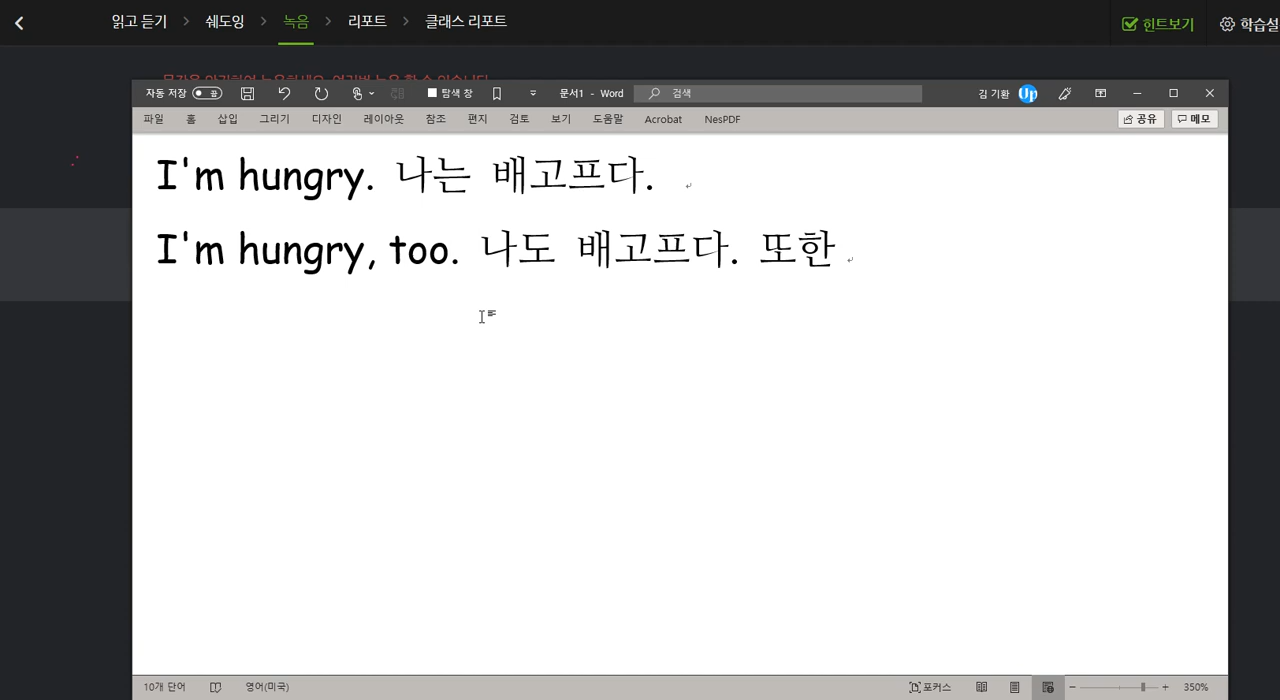 읽고 듣기 > 쉐도잉 > 녹음 > 리포트 > 클래스 리포트
힌트보기
학습설
자동 저장
탐색 창
문서1 - Word
검색
김 기환
Up
파일 홈 삽입 그리기 디자인 레이아웃 참조 편지 검토 보기 도움말 Acrobat NesPDF
공유 메모
I'm hungry. 나는 배고프다.
I'm hungry, too. 나도 배고프다. 또한
10개 단어
영어(미국)
포커스
350%